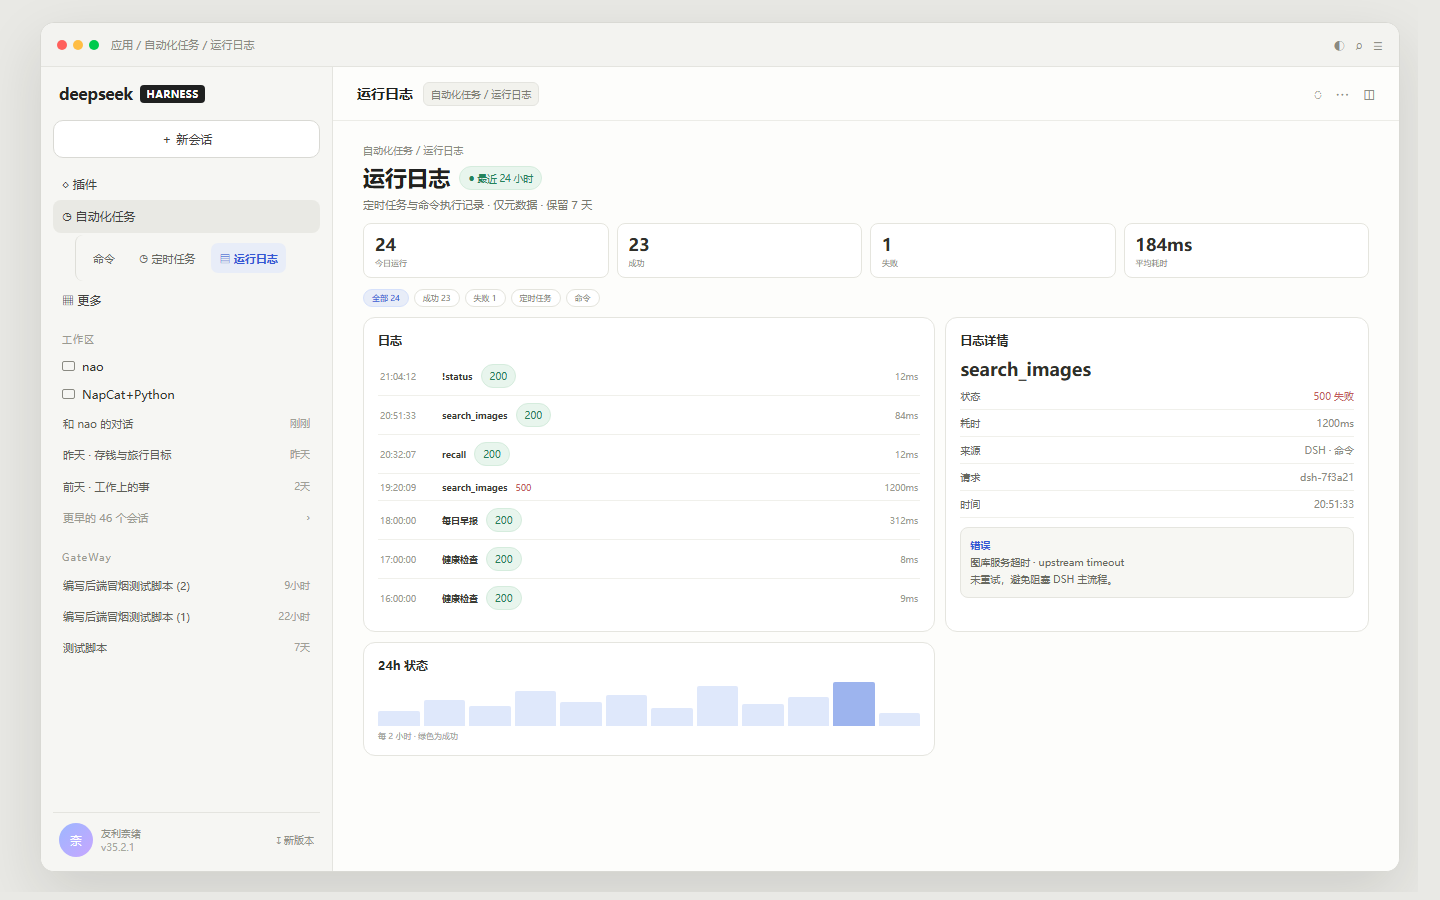 应用 / 自动化任务 / 运行日志
deepseek HARNESS
+ 新会话
插件
自动化任务
命令 定时任务 运行日志
更多
工作区
nao
NapCat+Python
和 nao 的对话 刚刚
昨天 · 存钱与旅行目标 昨天
前天 · 工作上的事 2天
更早的 46 个会话 ›
GateWay
编写后端冒烟测试脚本 (2) 9小时
编写后端冒烟测试脚本 (1) 22小时
测试脚本 7天
奈
友利奈绪
v35.2.1
↧ 新版本
运行日志 自动化任务 / 运行日志
自动化任务 / 运行日志
运行日志 ● 最近 24 小时
定时任务与命令执行记录 · 仅元数据 · 保留 7 天
24
今日运行
23
成功
1
失败
184ms
平均耗时
全部 24 成功 23 失败 1 定时任务 命令
日志
21:04:12 !status 200 12ms
20:51:33 search_images 200 84ms
20:32:07 recall 200 12ms
19:20:09 search_images 500 1200ms
18:00:00 每日早报 200 312ms
17:00:00 健康检查 200 8ms
16:00:00 健康检查 200 9ms
日志详情
search_images
状态 500 失败
耗时 1200ms
来源 DSH · 命令
请求 dsh-7f3a21
时间 20:51:33
错误
图库服务超时 · upstream timeout
未重试，避免阻塞 DSH 主流程。
24h 状态
每 2 小时 · 绿色为成功